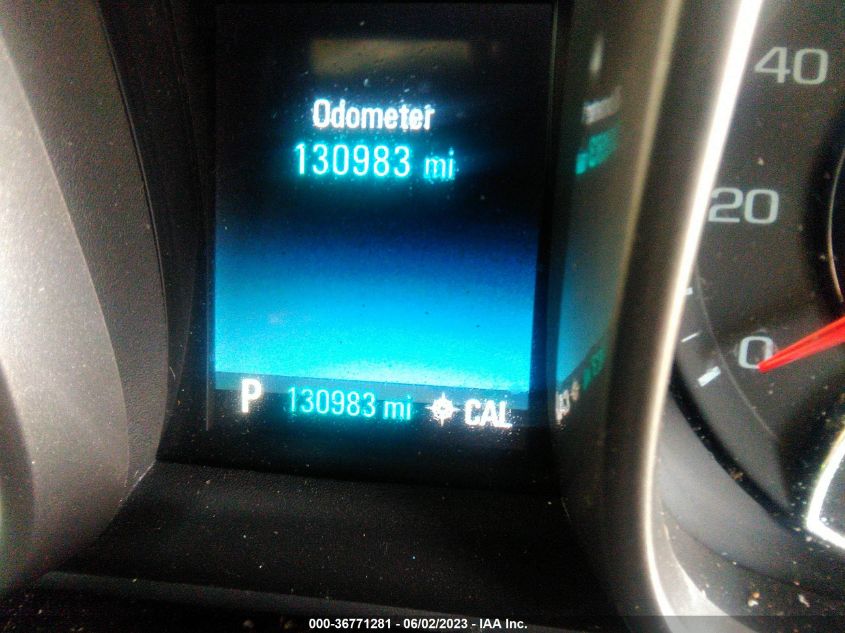 Odometer
130983 mi
P 130983 mi CAL
40
20
0
000-36771281 - 06/02/2023 - IAA Inc.